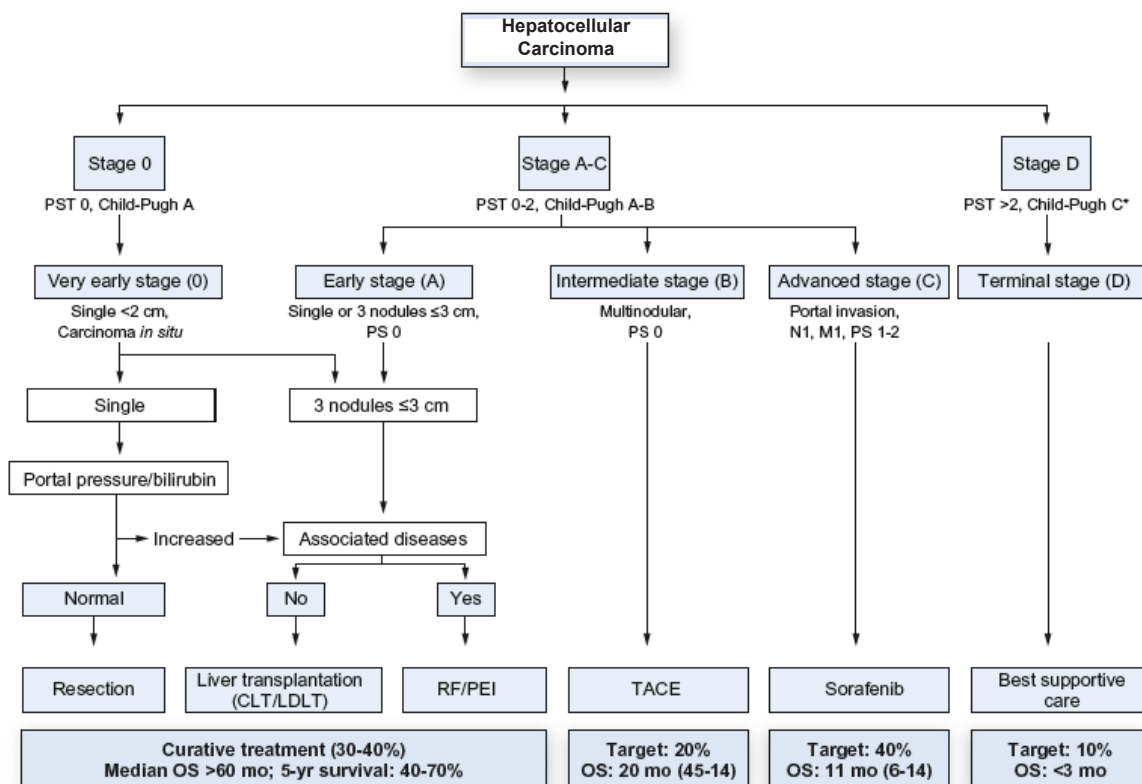 Hepatocellular
Carcinoma
Stage 0
Stage A-C
Stage D
PST 0, Child-Pugh A
PST 0-2, Child-Pugh A-B
PST >2, Child-Pugh C*
Very early stage (0)
Early stage (A)
Intermediate stage (B)
Advanced stage (C)
Terminal stage (D)
Single <2 cm,
Carcinoma in situ
Single or 3 nodules ≤3 cm,
PS 0
Multinodular,
PS 0
Portal invasion,
N1, M1, PS 1-2
Single
3 nodules ≤3 cm
Portal pressure/bilirubin
Increased
Associated diseases
Normal
No
Yes
Resection
Liver transplantation
(CLT/LDLT)
RF/PEI
TACE
Sorafenib
Best supportive
care
Curative treatment (30-40%)
Median OS >60 mo; 5-yr survival: 40-70%
Target: 20%
OS: 20 mo (45-14)
Target: 40%
OS: 11 mo (6-14)
Target: 10%
OS: <3 mo